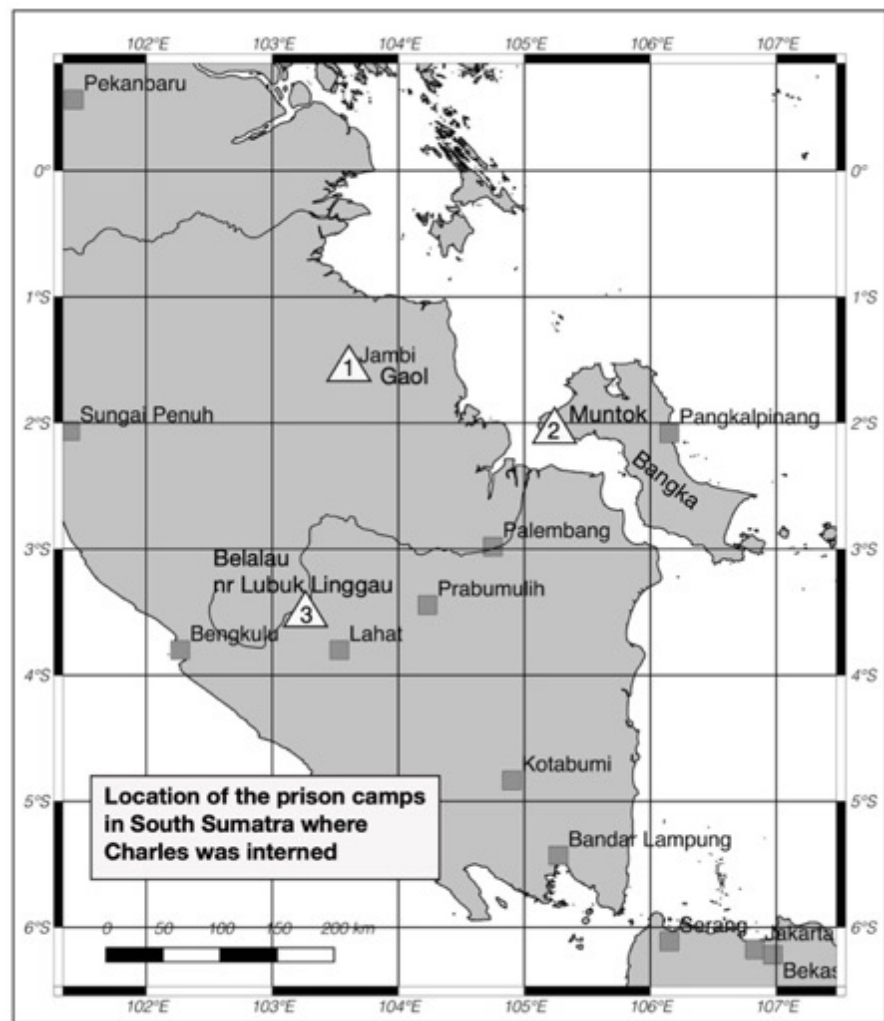 102°E 103°E 104°E 105°E 106°E 107°E
Pekanbaru
0° 0°
1°S 1°S
1 Jambi
Gaol
Sungai Penuh
2 Muntok
Pangkalpinang
2°S 2°S
Bangka
Palembang
3°S 3°S
Belalau
nr Lubuk Linggau
3
Prabumulih
Bengkulu
Lahat
4°S 4°S
Kotabumi
5°S 5°S
Location of the prison camps
in South Sumatra where
Charles was interned
Bandar Lampung
6°S 6°S
0 50 100 150 200 km
Serang
Jakarta
Bekas
102°E 103°E 104°E 105°E 106°E 107°E